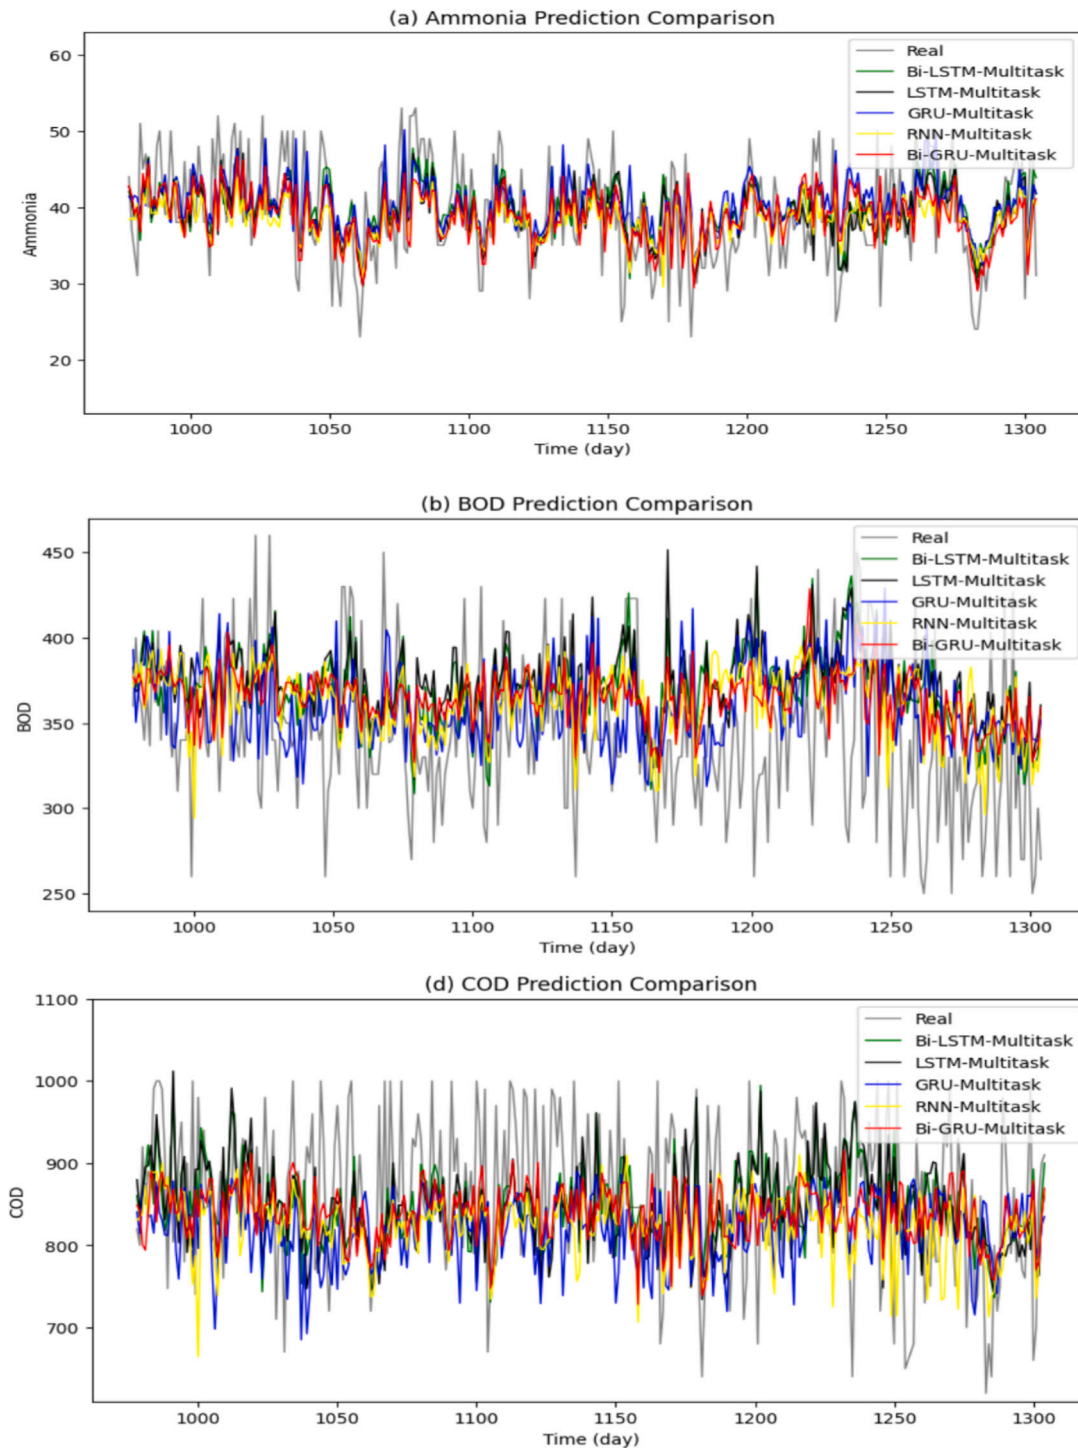 (a) Ammonia Prediction Comparison
60
50
40
30
20
Ammonia
Real
Bi-LSTM-Multitask
LSTM-Multitask
GRU-Multitask
RNN-Multitask
Bi-GRU-Multitask
1000 1050 1100 1150 1200 1250 1300
Time (day)
(b) BOD Prediction Comparison
450
400
350
300
250
BOD
Real
Bi-LSTM-Multitask
LSTM-Multitask
GRU-Multitask
RNN-Multitask
Bi-GRU-Multitask
1000 1050 1100 1150 1200 1250 1300
Time (day)
(d) COD Prediction Comparison
1100
1000
900
800
700
COD
Real
Bi-LSTM-Multitask
LSTM-Multitask
GRU-Multitask
RNN-Multitask
Bi-GRU-Multitask
1000 1050 1100 1150 1200 1250 1300
Time (day)